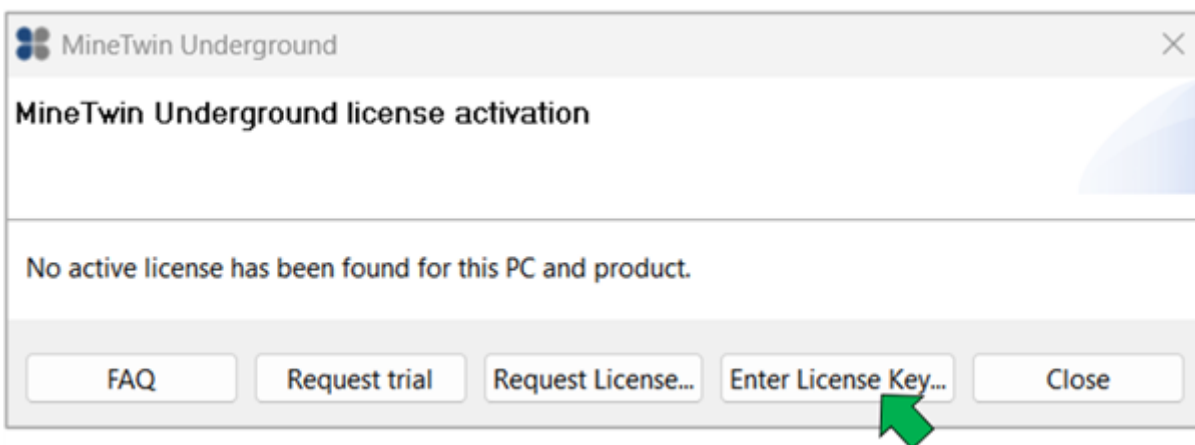 MineTwin Underground
MineTwin Underground license activation
No active license has been found for this PC and product.
FAQ Request trial Request License... Enter License Key... Close